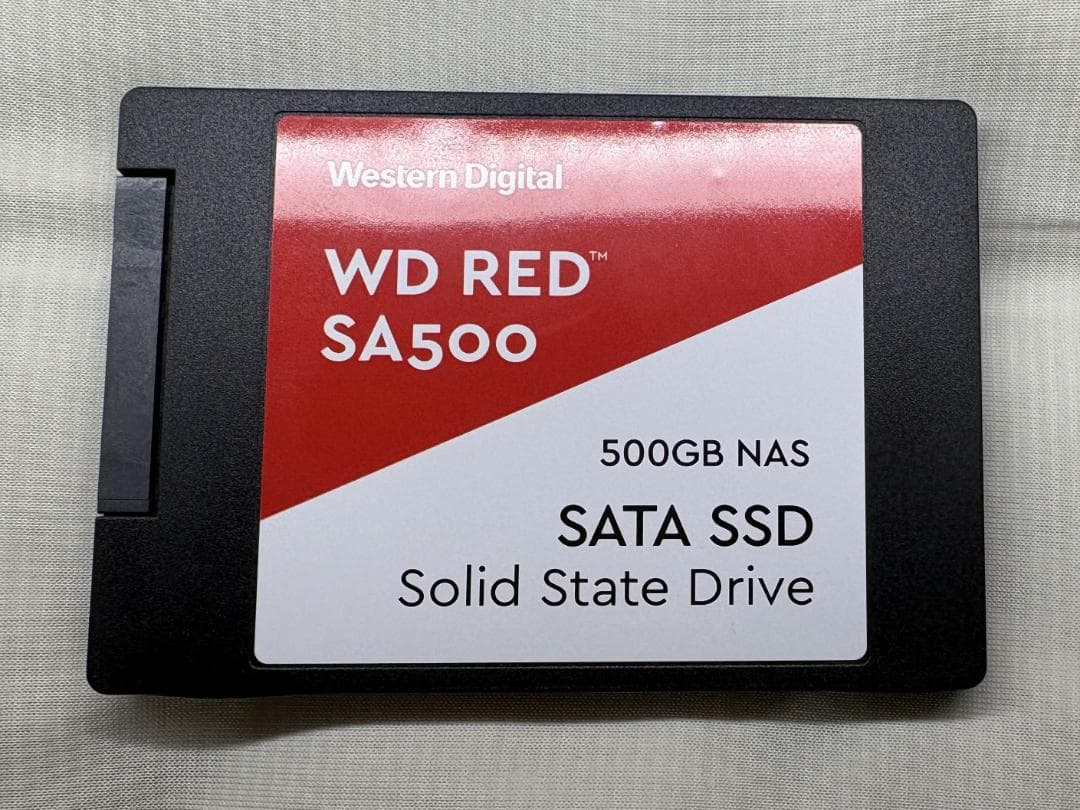 Western Digital
WD RED™
SA500
500GB NAS
SATA SSD
Solid State Drive